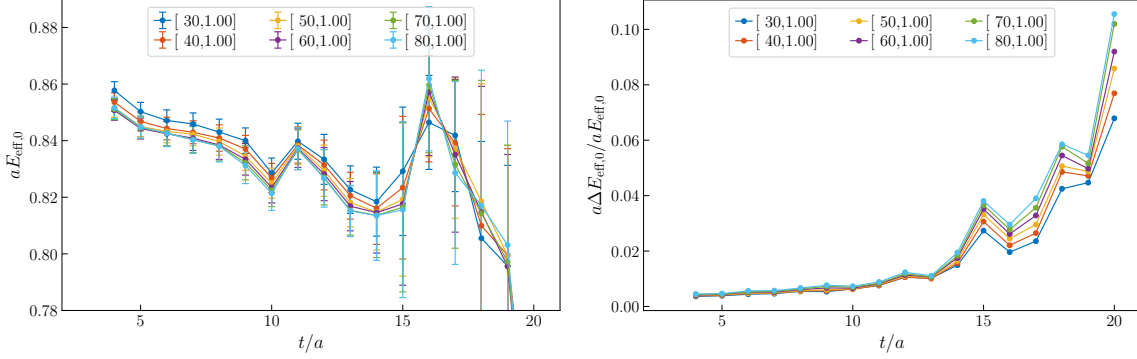 0.88
0.86
0.84
0.82
0.80
0.78
aE_eff,0
[ 30,1.00] [ 50,1.00] [ 70,1.00]
[ 40,1.00] [ 60,1.00] [ 80,1.00]
5 10 15 20
t/a
0.10
0.08
0.06
0.04
0.02
0.00
aΔE_eff,0/aE_eff,0
[ 30,1.00] [ 50,1.00] [ 70,1.00]
[ 40,1.00] [ 60,1.00] [ 80,1.00]
5 10 15 20
t/a